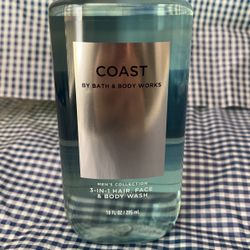 COAST
BY BATH & BODY WORKS
MEN'S COLLECTION
3-IN-1 HAIR, FACE
& BODY WASH
10 FL OZ / 295 mL